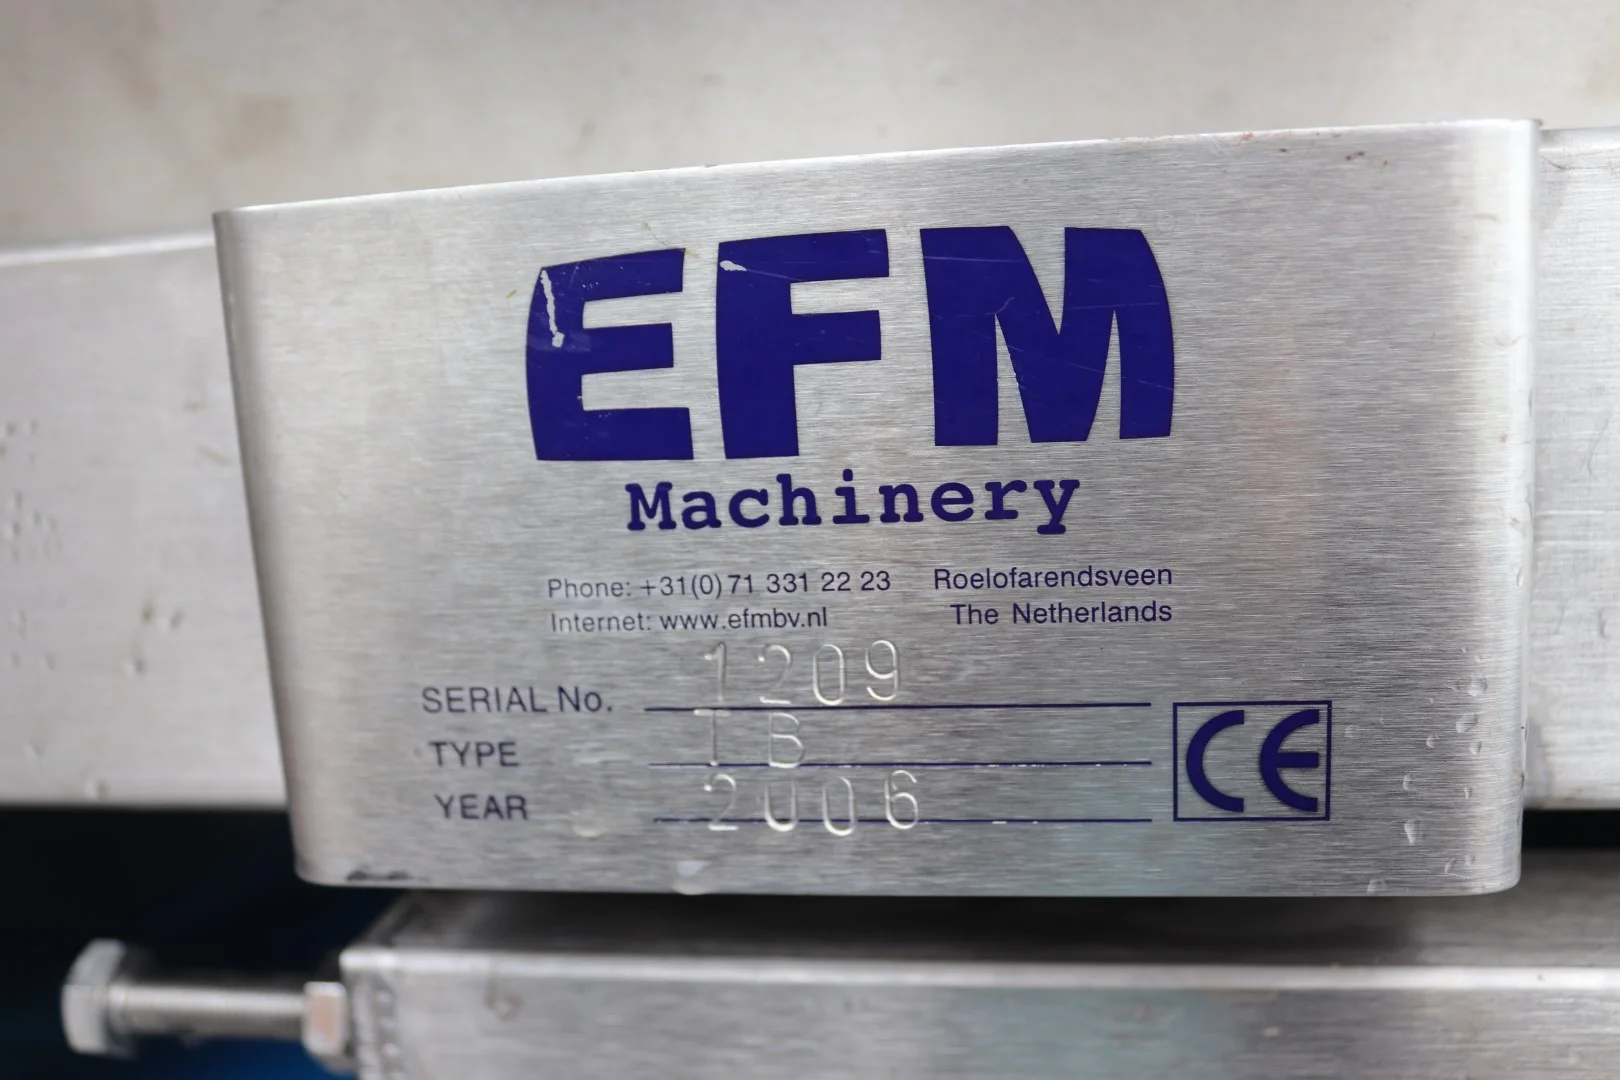 EFM
Machinery
Phone: +31(0)71 331 22 23 Roelofarendsveen
Internet: www.efmbv.nl The Netherlands
SERIAL No. 1209
TYPE TB
YEAR 2006
CE